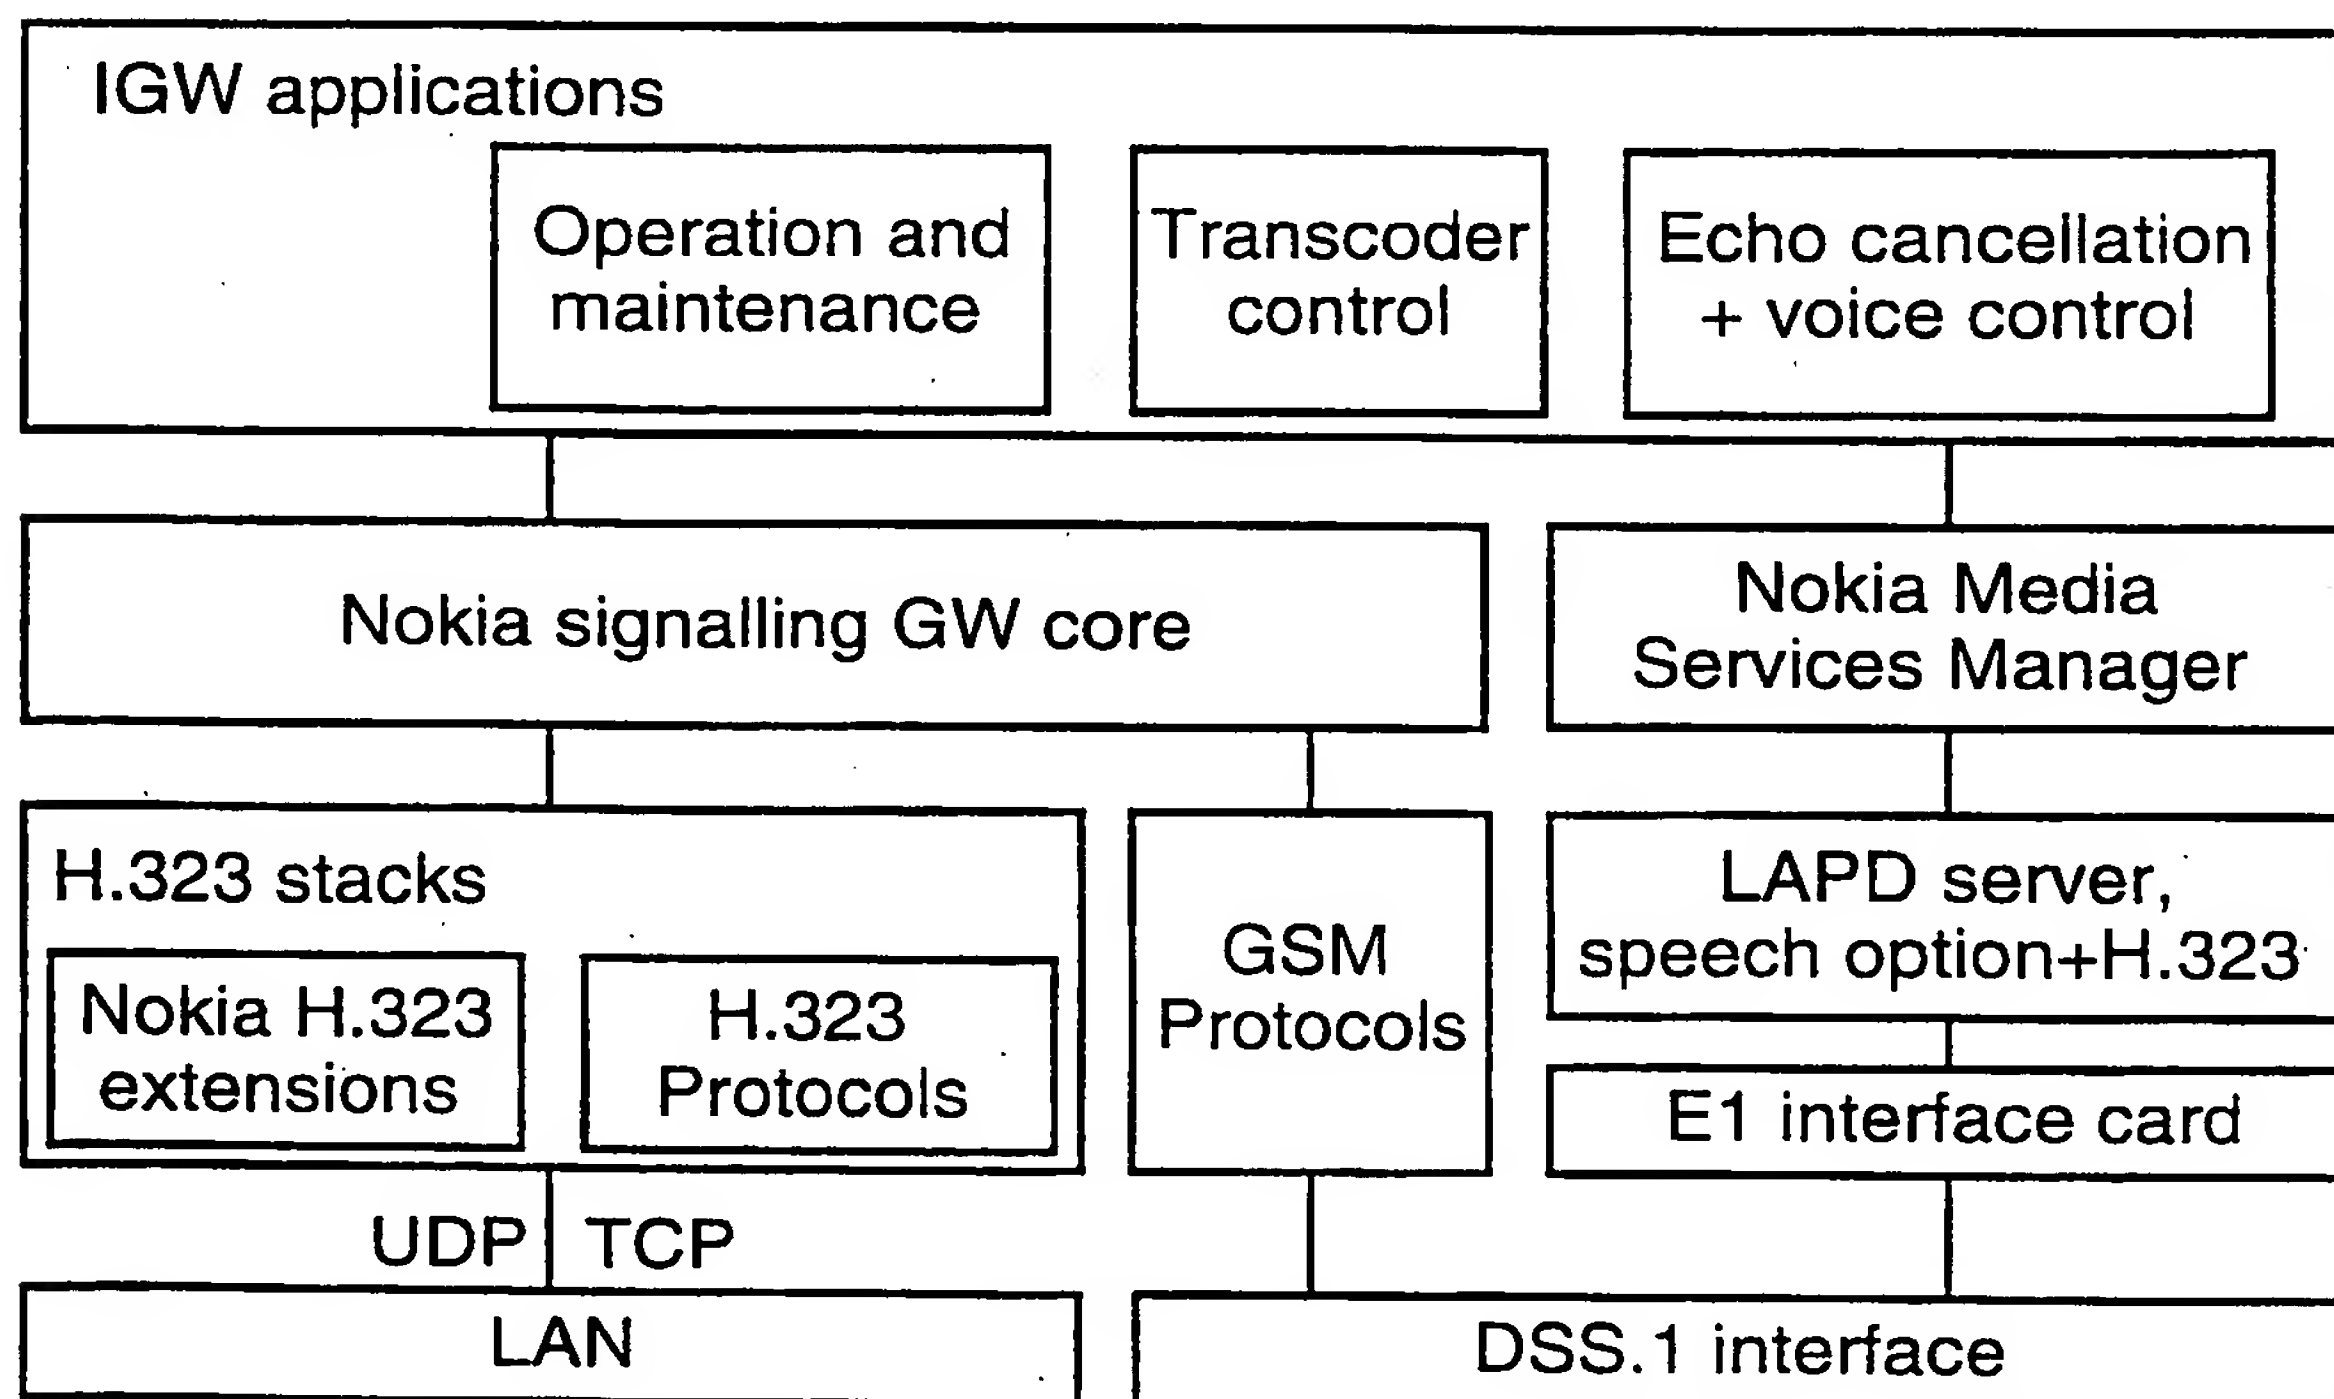 IGW applications
Operation and
maintenance
Transcoder
control
Echo cancellation
+ voice control
Nokia signalling GW core
Nokia Media
Services Manager
H.323 stacks
Nokia H.323
extensions
H.323
Protocols
GSM
Protocols
LAPD server,
speech option+H.323
E1 interface card
UDP TCP
LAN
DSS.1 interface